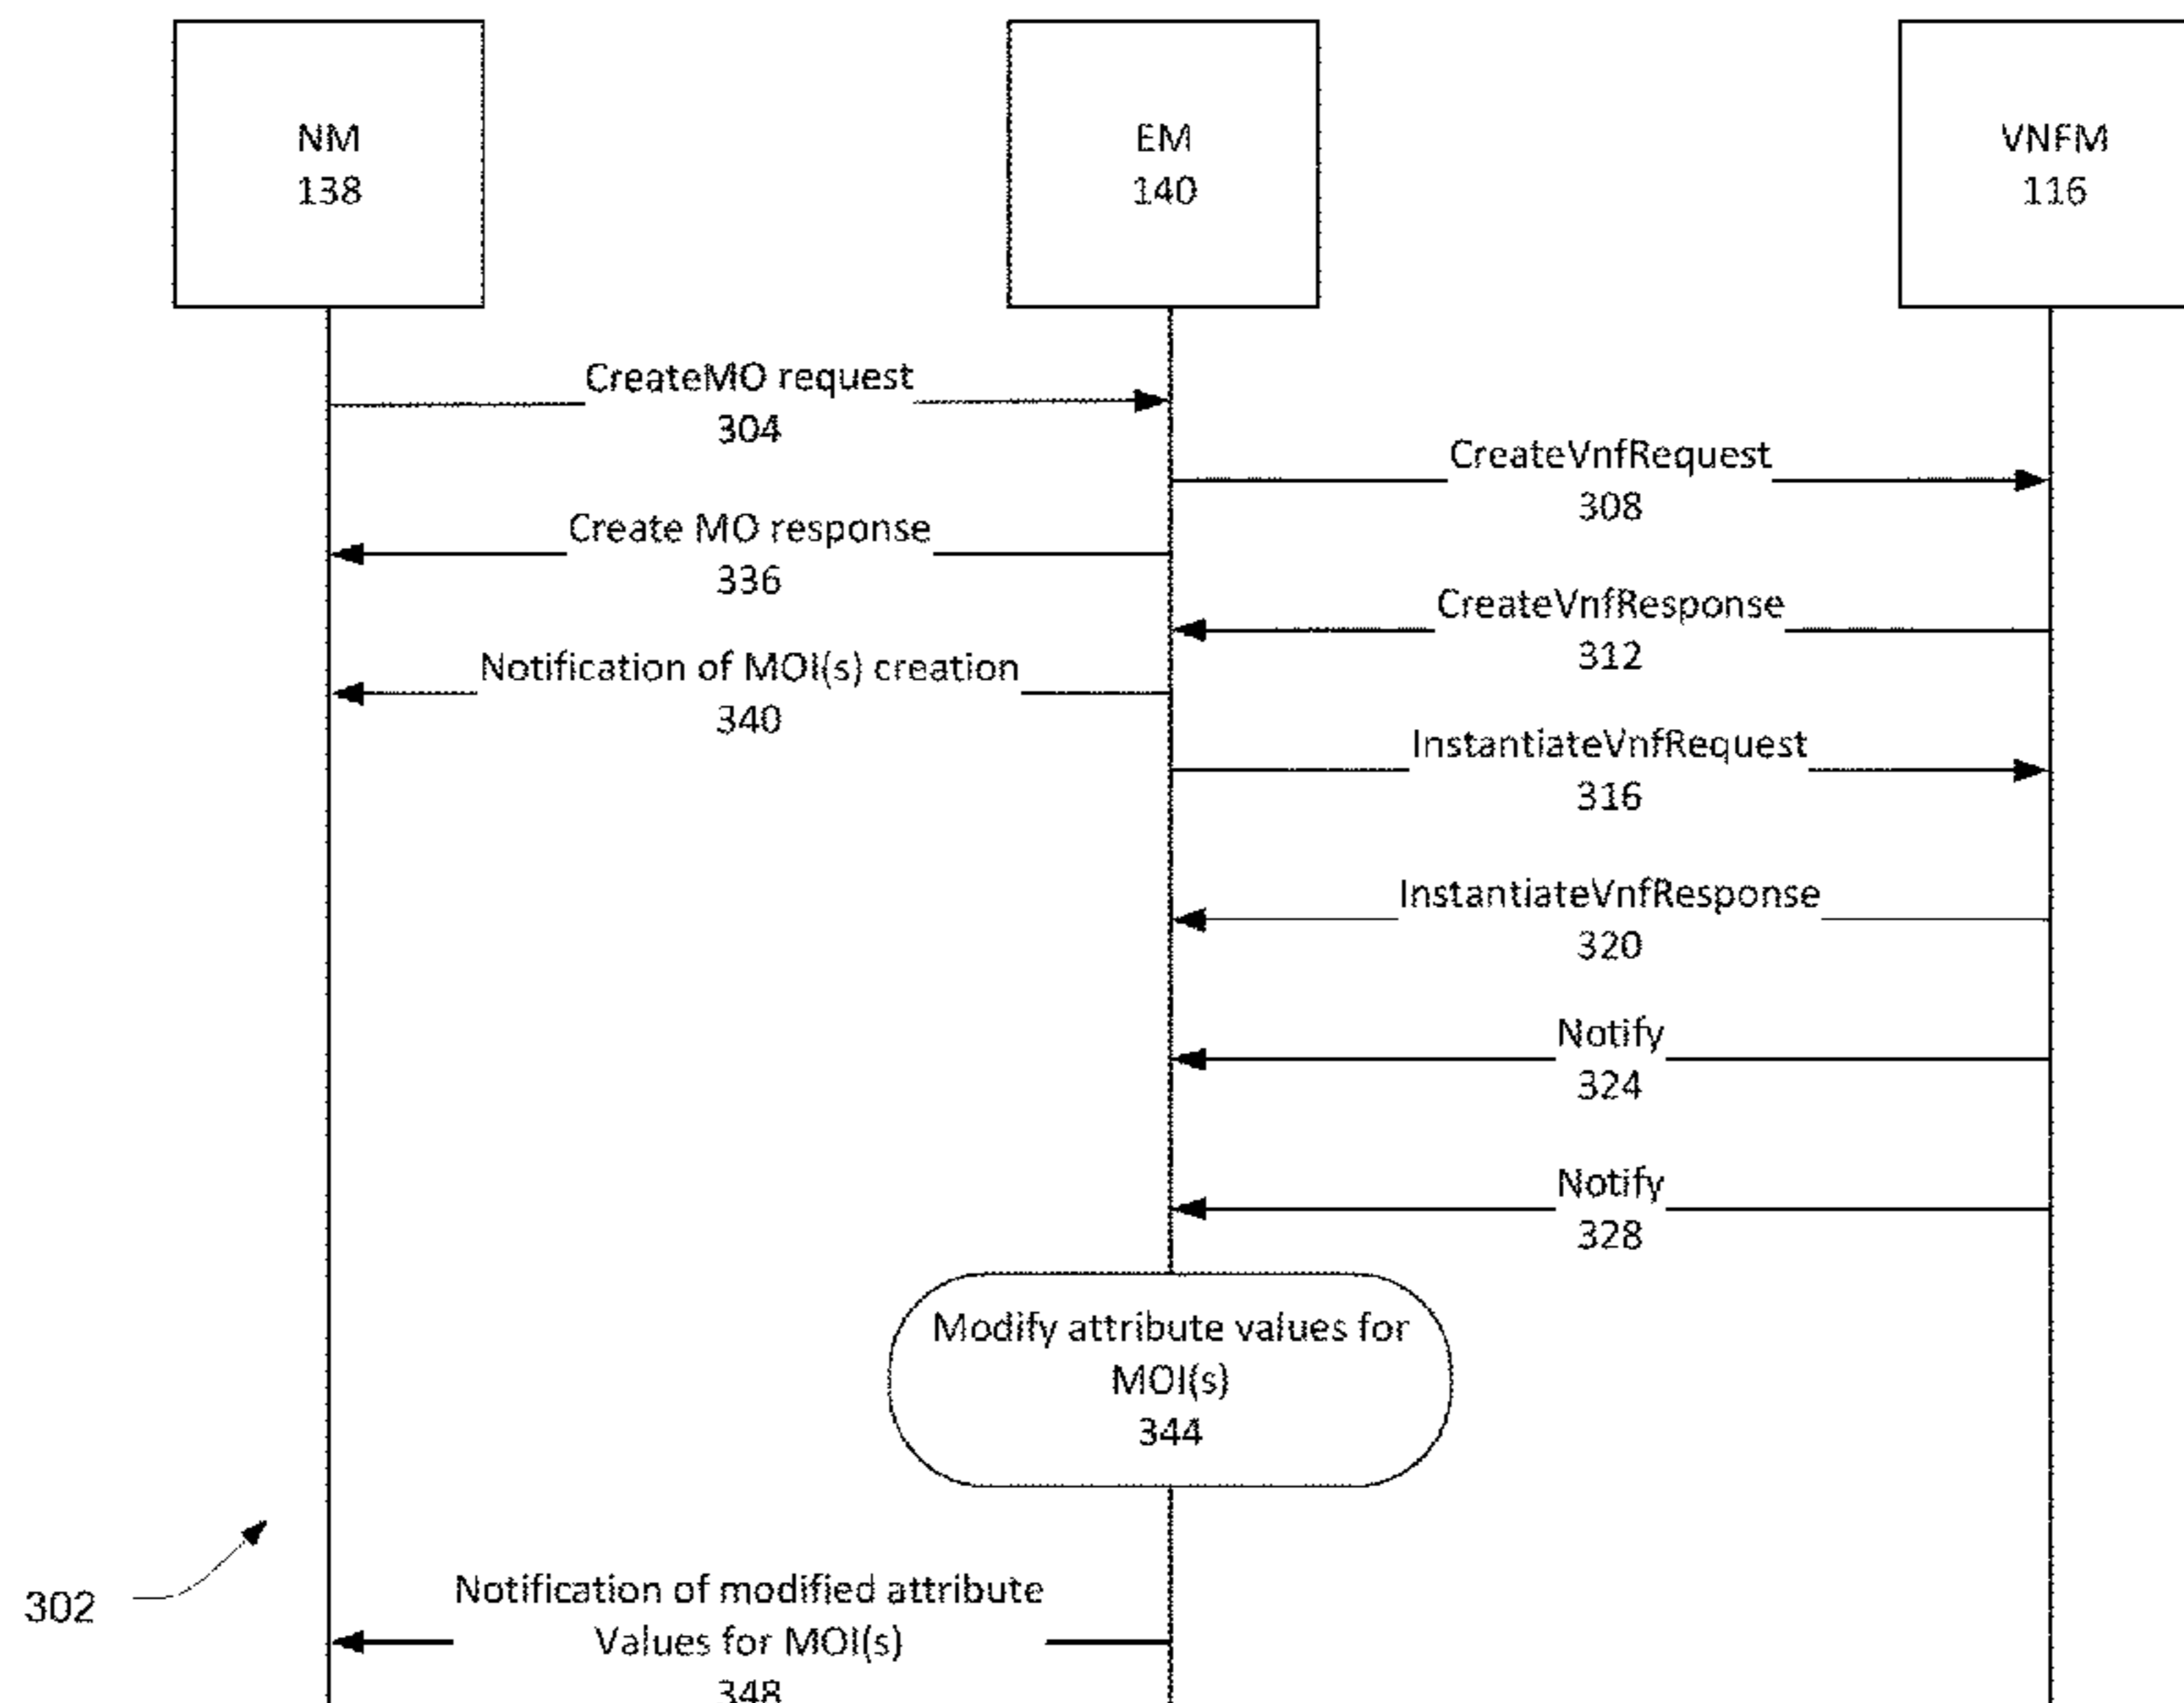 NM
138
EM
140
VNFM
116
CreateMO request
304
CreateVnfRequest
308
Create MO response
336
CreateVnfResponse
312
Notification of MOI(s) creation
340
InstantiateVnfRequest
316
InstantiateVnfResponse
320
Notify
324
Notify
328
Modify attribute values for
MOI(s)
344
302
Notification of modified attribute
Values for MOI(s)
348